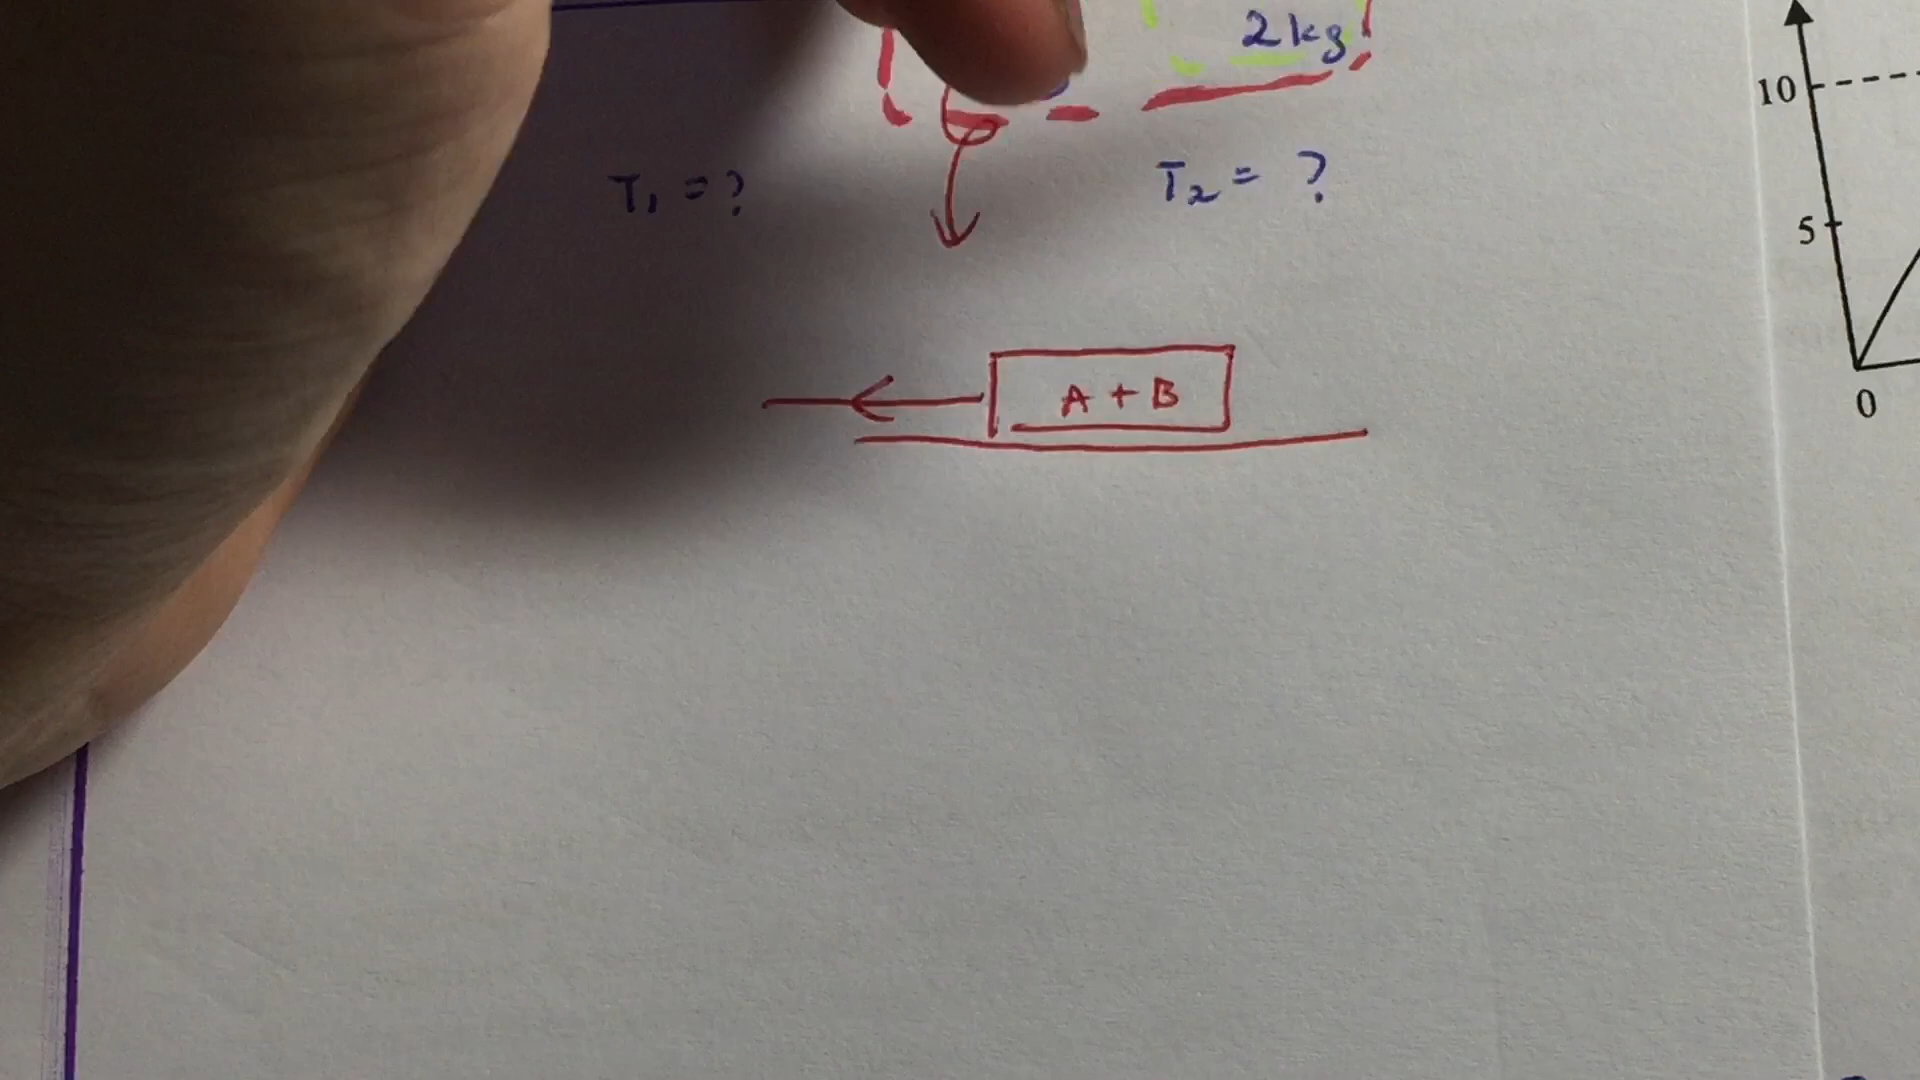 2kg
10
T₁ = ?
T₂ = ?
5
A + B
0